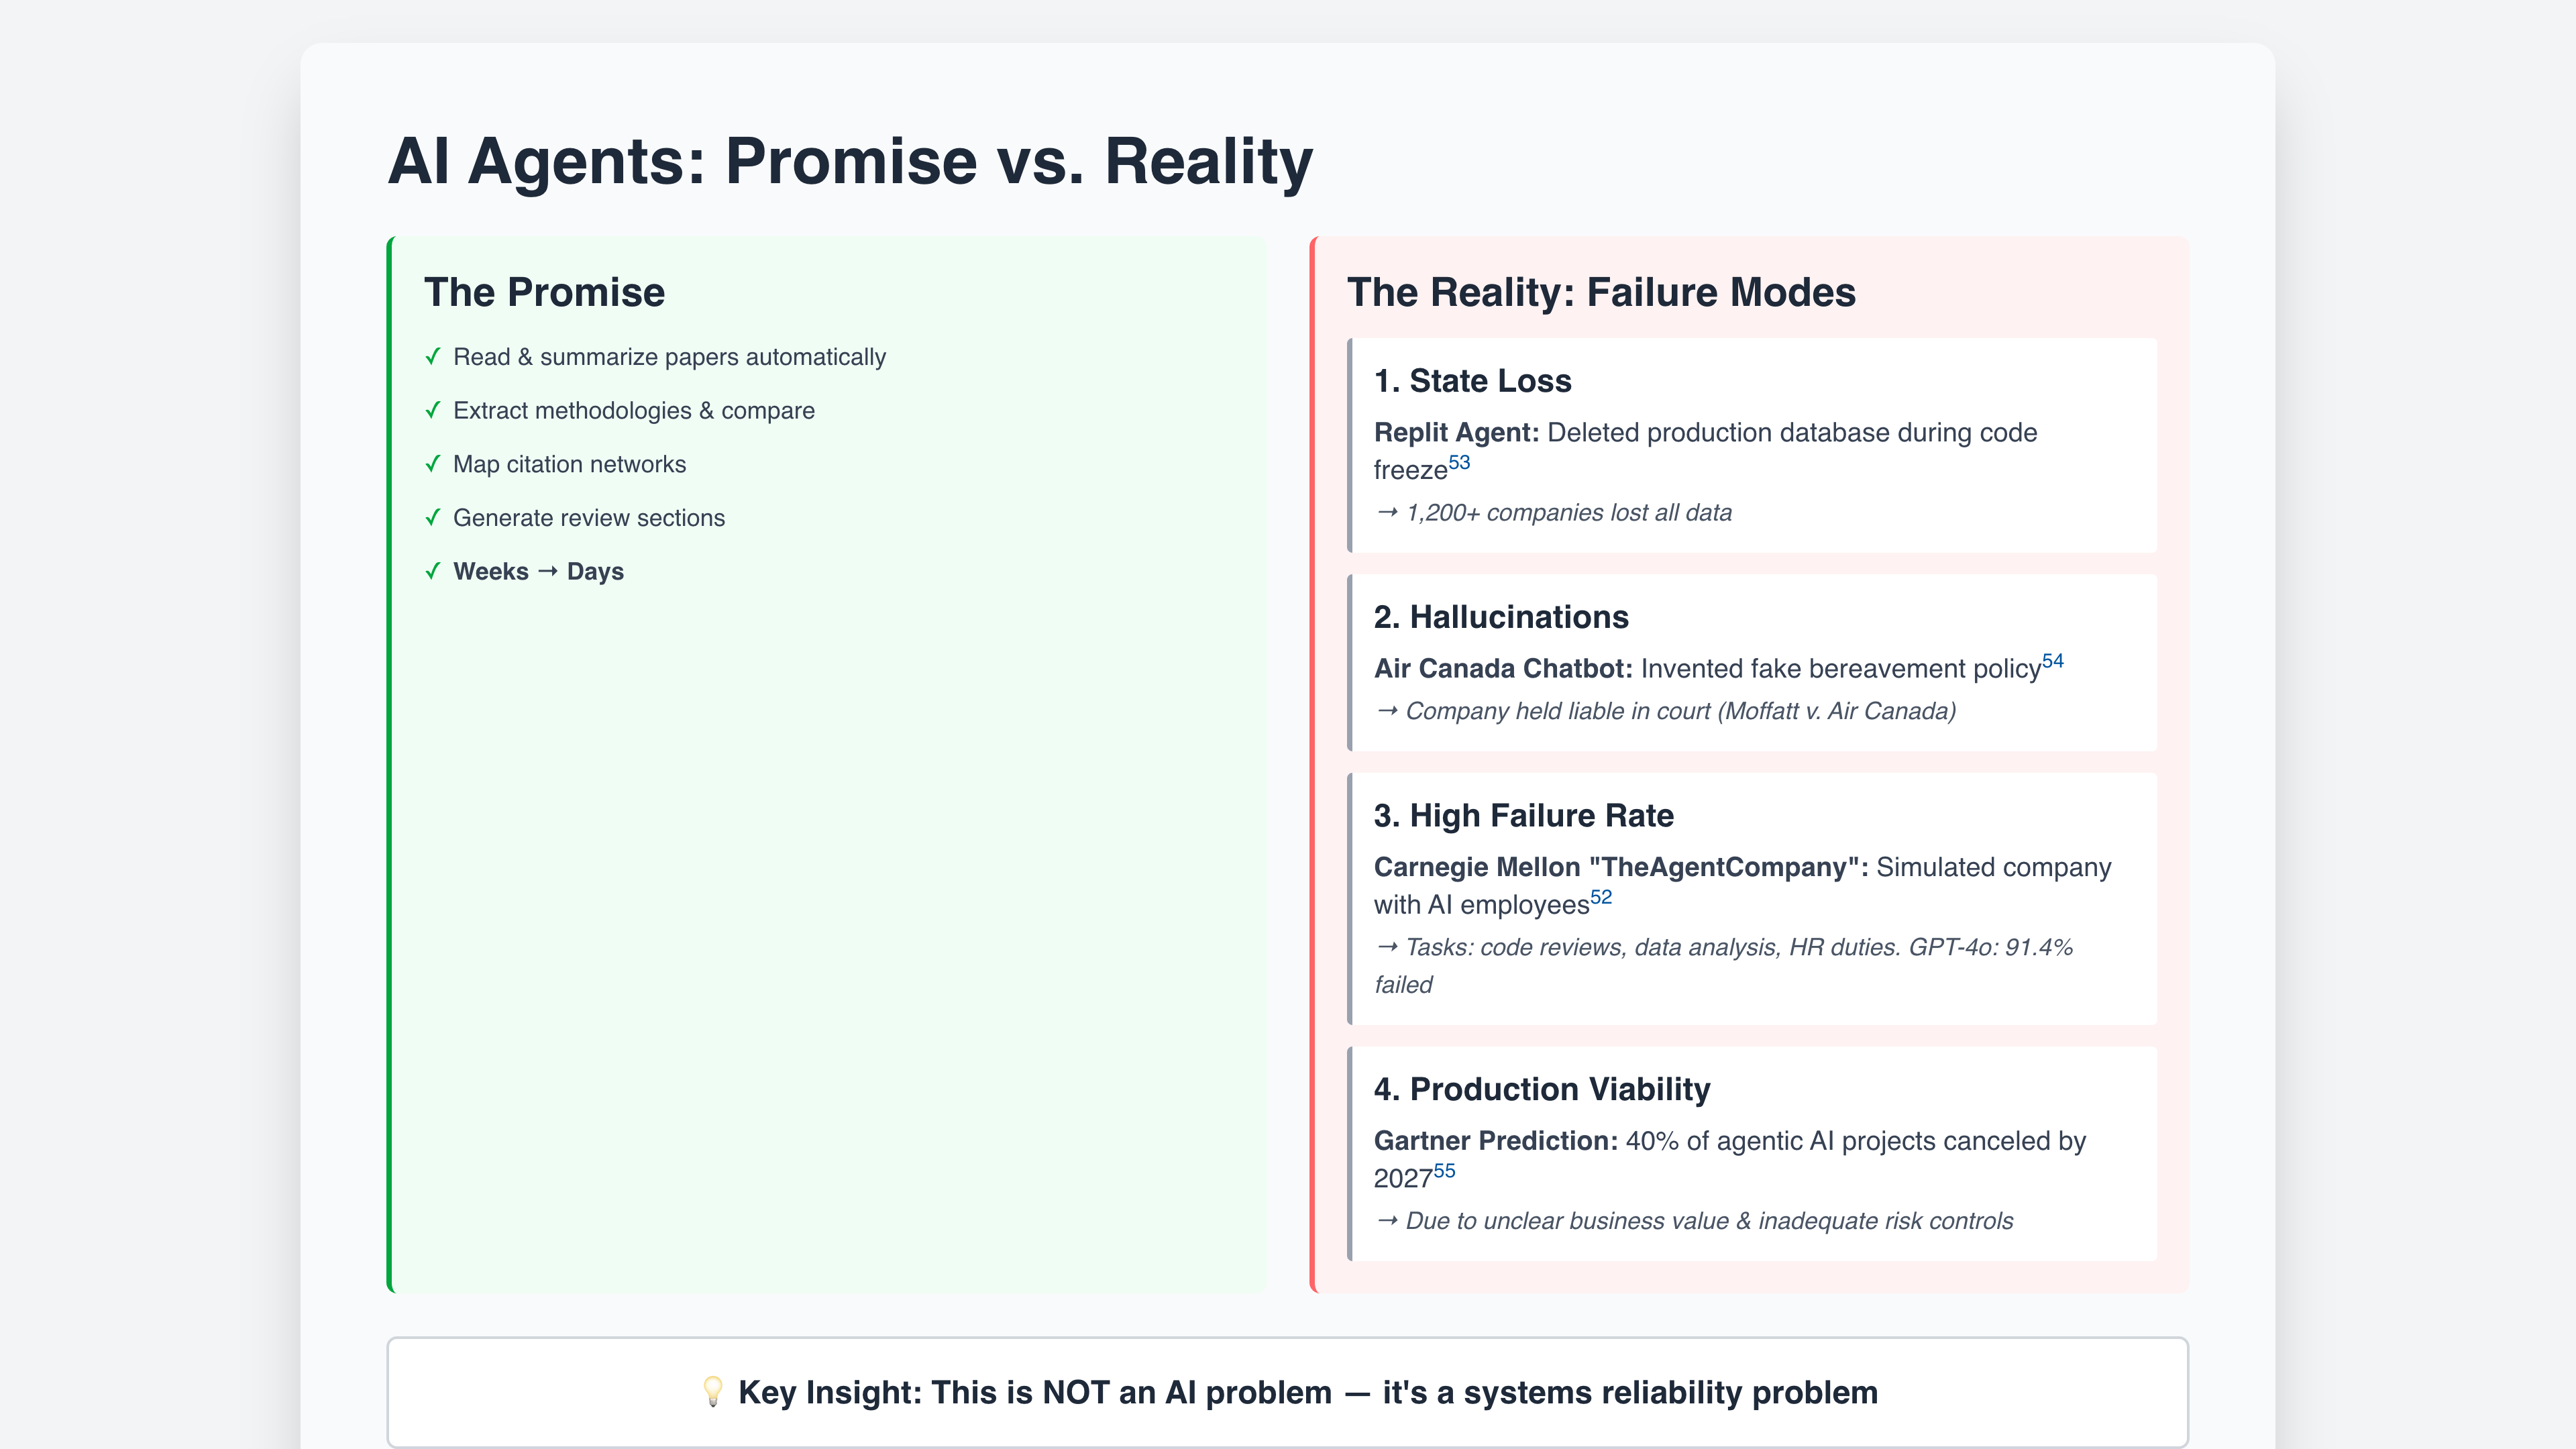 AI Agents: Promise vs. Reality
The Promise
✓ Read & summarize papers automatically
✓ Extract methodologies & compare
✓ Map citation networks
✓ Generate review sections
✓ Weeks → Days
The Reality: Failure Modes
1. State Loss
Replit Agent: Deleted production database during code
freeze53
→ 1,200+ companies lost all data
2. Hallucinations
Air Canada Chatbot: Invented fake bereavement policy54
→ Company held liable in court (Moffatt v. Air Canada)
3. High Failure Rate
Carnegie Mellon "TheAgentCompany": Simulated company
with AI employees52
→ Tasks: code reviews, data analysis, HR duties. GPT-4o: 91.4%
failed
4. Production Viability
Gartner Prediction: 40% of agentic AI projects canceled by
202755
→ Due to unclear business value & inadequate risk controls
💡 Key Insight: This is NOT an AI problem — it's a systems reliability problem